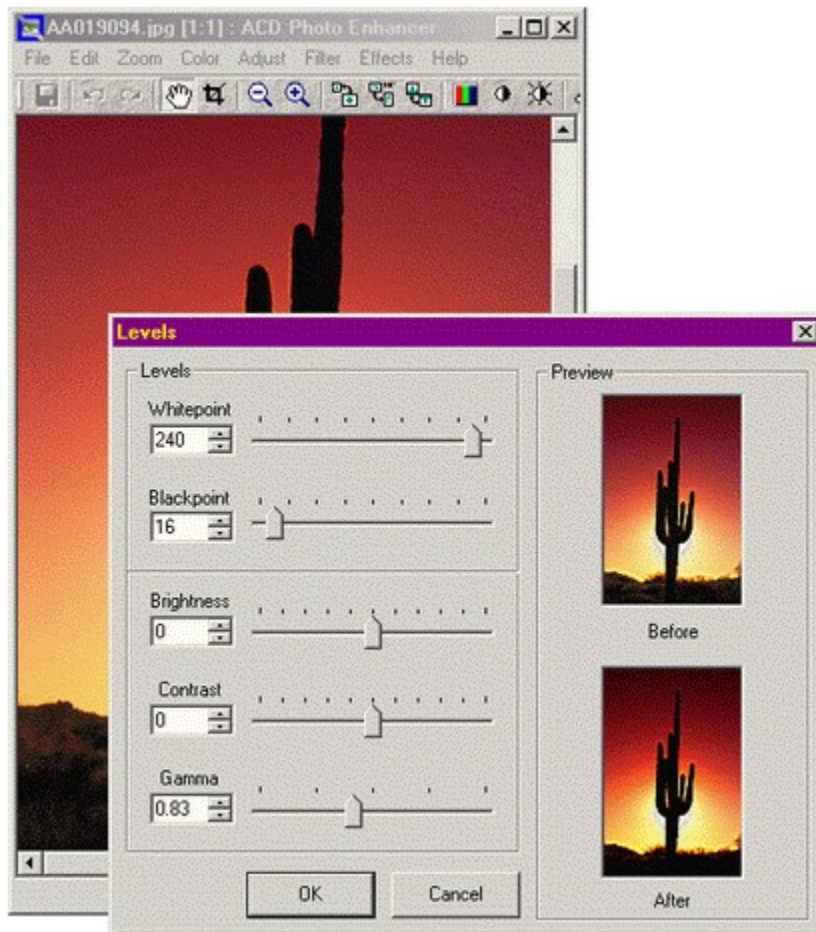 AA019094.jpg [1:1] : ACD Photo Enhancer
File Edit Zoom Color Adjust Filter Effects Help
Levels
Levels
Whitepoint
240
Blackpoint
16
Brightness
0
Contrast
0
Gamma
0.83
OK
Cancel
Preview
Before
After